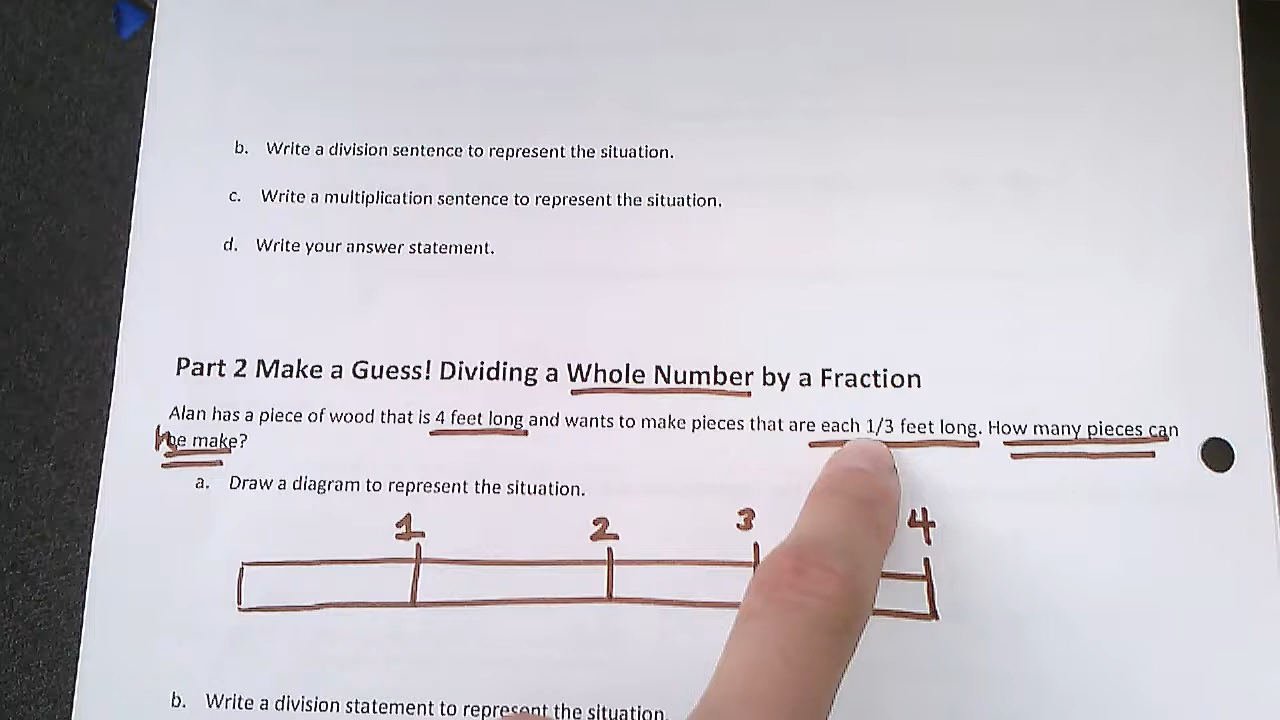 b. Write a division sentence to represent the situation.
c. Write a multiplication sentence to represent the situation.
d. Write your answer statement.
Part 2 Make a Guess! Dividing a Whole Number by a Fraction
Alan has a piece of wood that is 4 feet long and wants to make pieces that are each 1/3 feet long. How many pieces can
he make?
a. Draw a diagram to represent the situation.
1 2 3 4
b. Write a division statement to represent the situation.